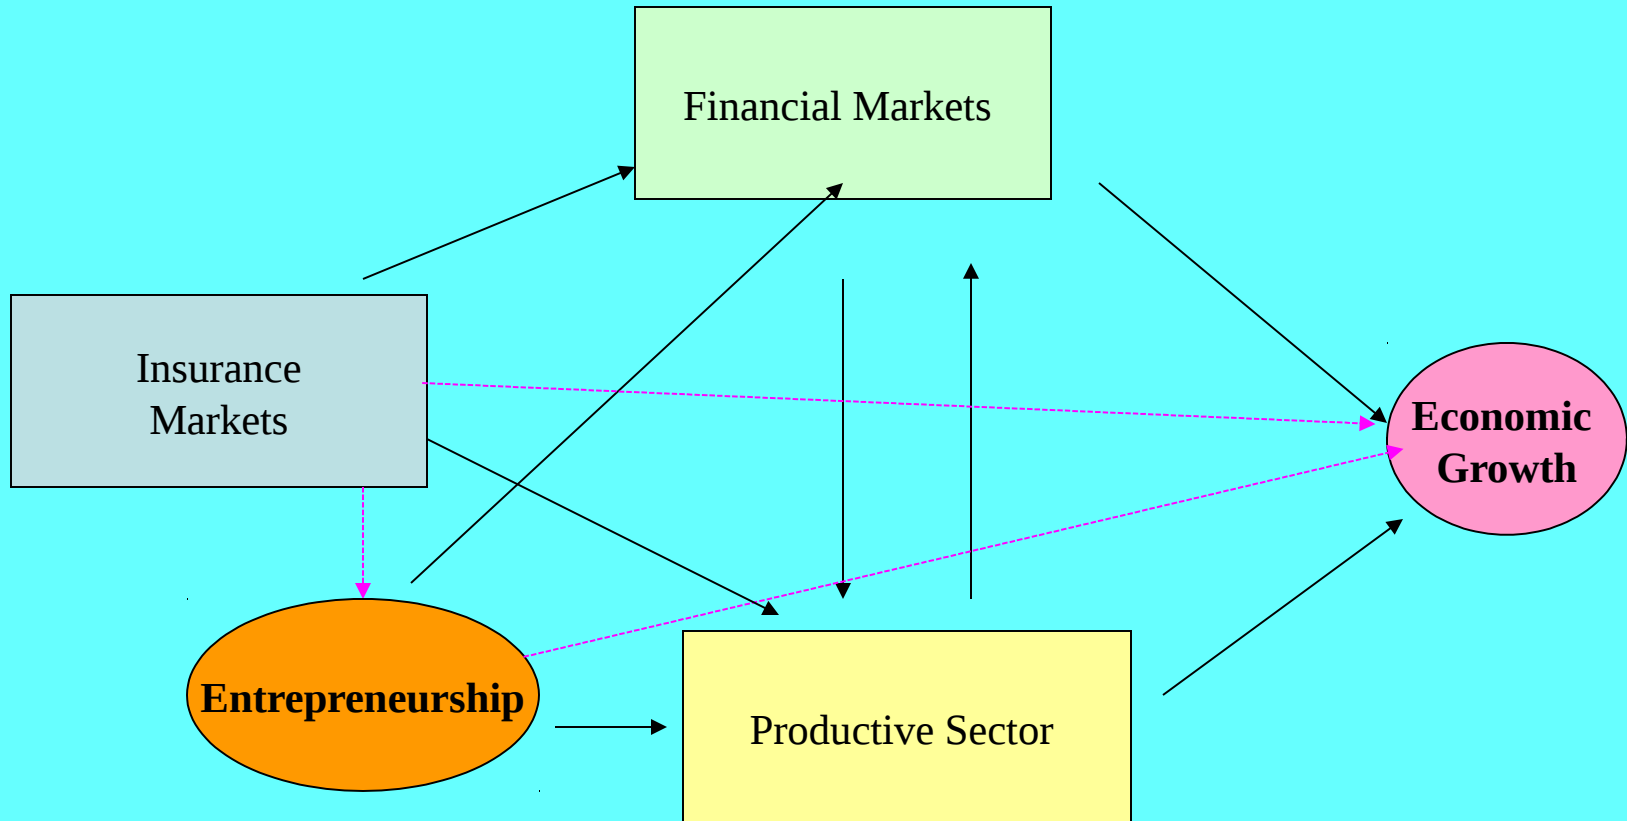 Financial Markets
Insurance
Markets
Economic
Growth
Entrepreneurship
Productive Sector